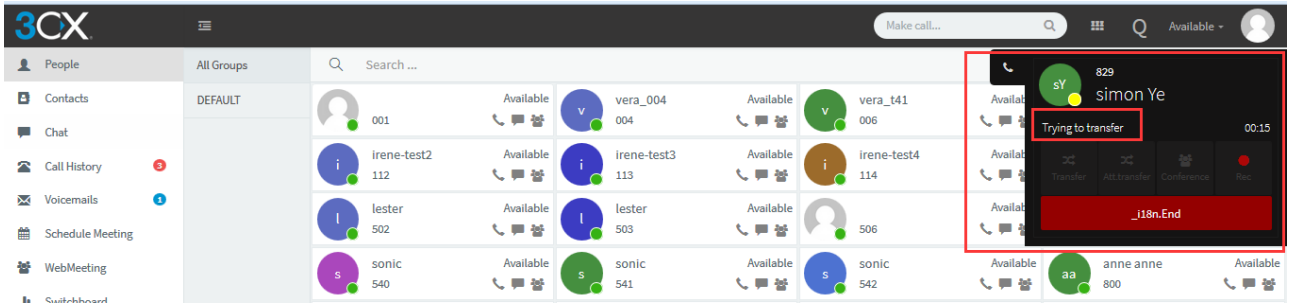 3CX
Make call...
Q
Available
People
All Groups
Search ...
Contacts
DEFAULT
Chat
Call History
3
Voicemails
1
Schedule Meeting
WebMeeting
Switchboard
Available
001
v
vera_004
Available
004
v
vera_t41
006
i
irene-test2
Available
112
i
irene-test3
Available
113
i
irene-test4
114
l
lester
Available
502
l
lester
Available
503
506
s
sonic
Available
540
s
sonic
Available
541
s
sonic
Available
542
aa
anne anne
Available
800
sY
829
simon Ye
Trying to transfer
00:15
Transfer
Att.transfer
Conference
Rec
_i18n.End